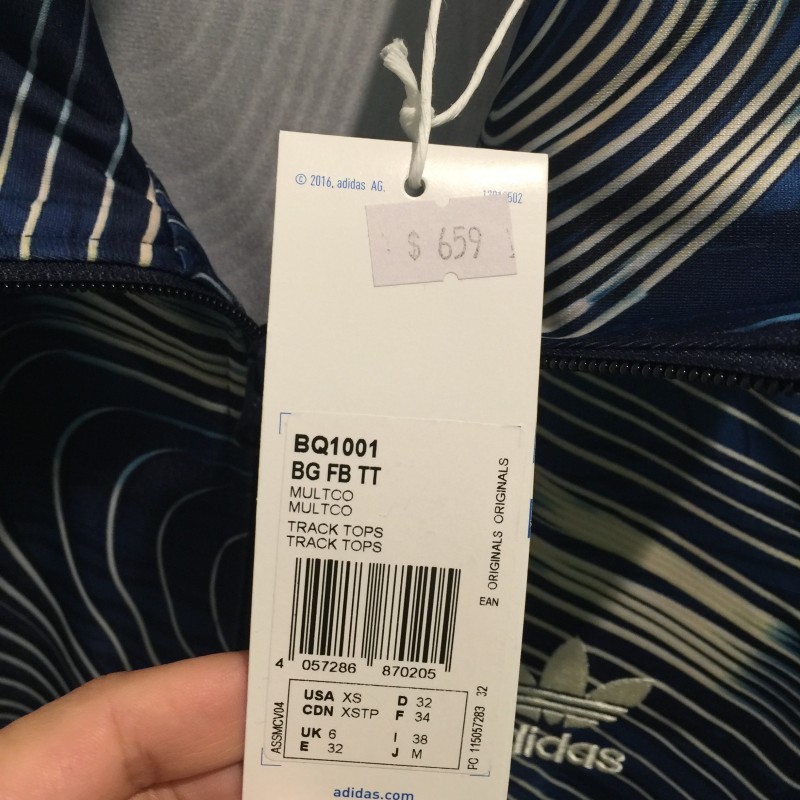 © 2016, adidas AG.
$ 659
BQ1001
BG FB TT
MULTCO
MULTCO
TRACK TOPS
TRACK TOPS
ORIGINALS ORIGINALS
EAN
4 057286 870205
USA XS D 32
CDN XSTP F 34
UK 6 I 38
E 32 J M
ASSMCV04
PC 115057283 32
adidas.com
adidas